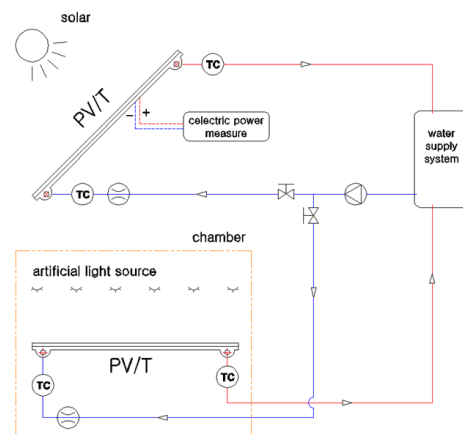 solar
TC
PV/T
− +
celectric power
measure
water
supply
system
TC
chamber
artificial light source
PV/T
TC
TC